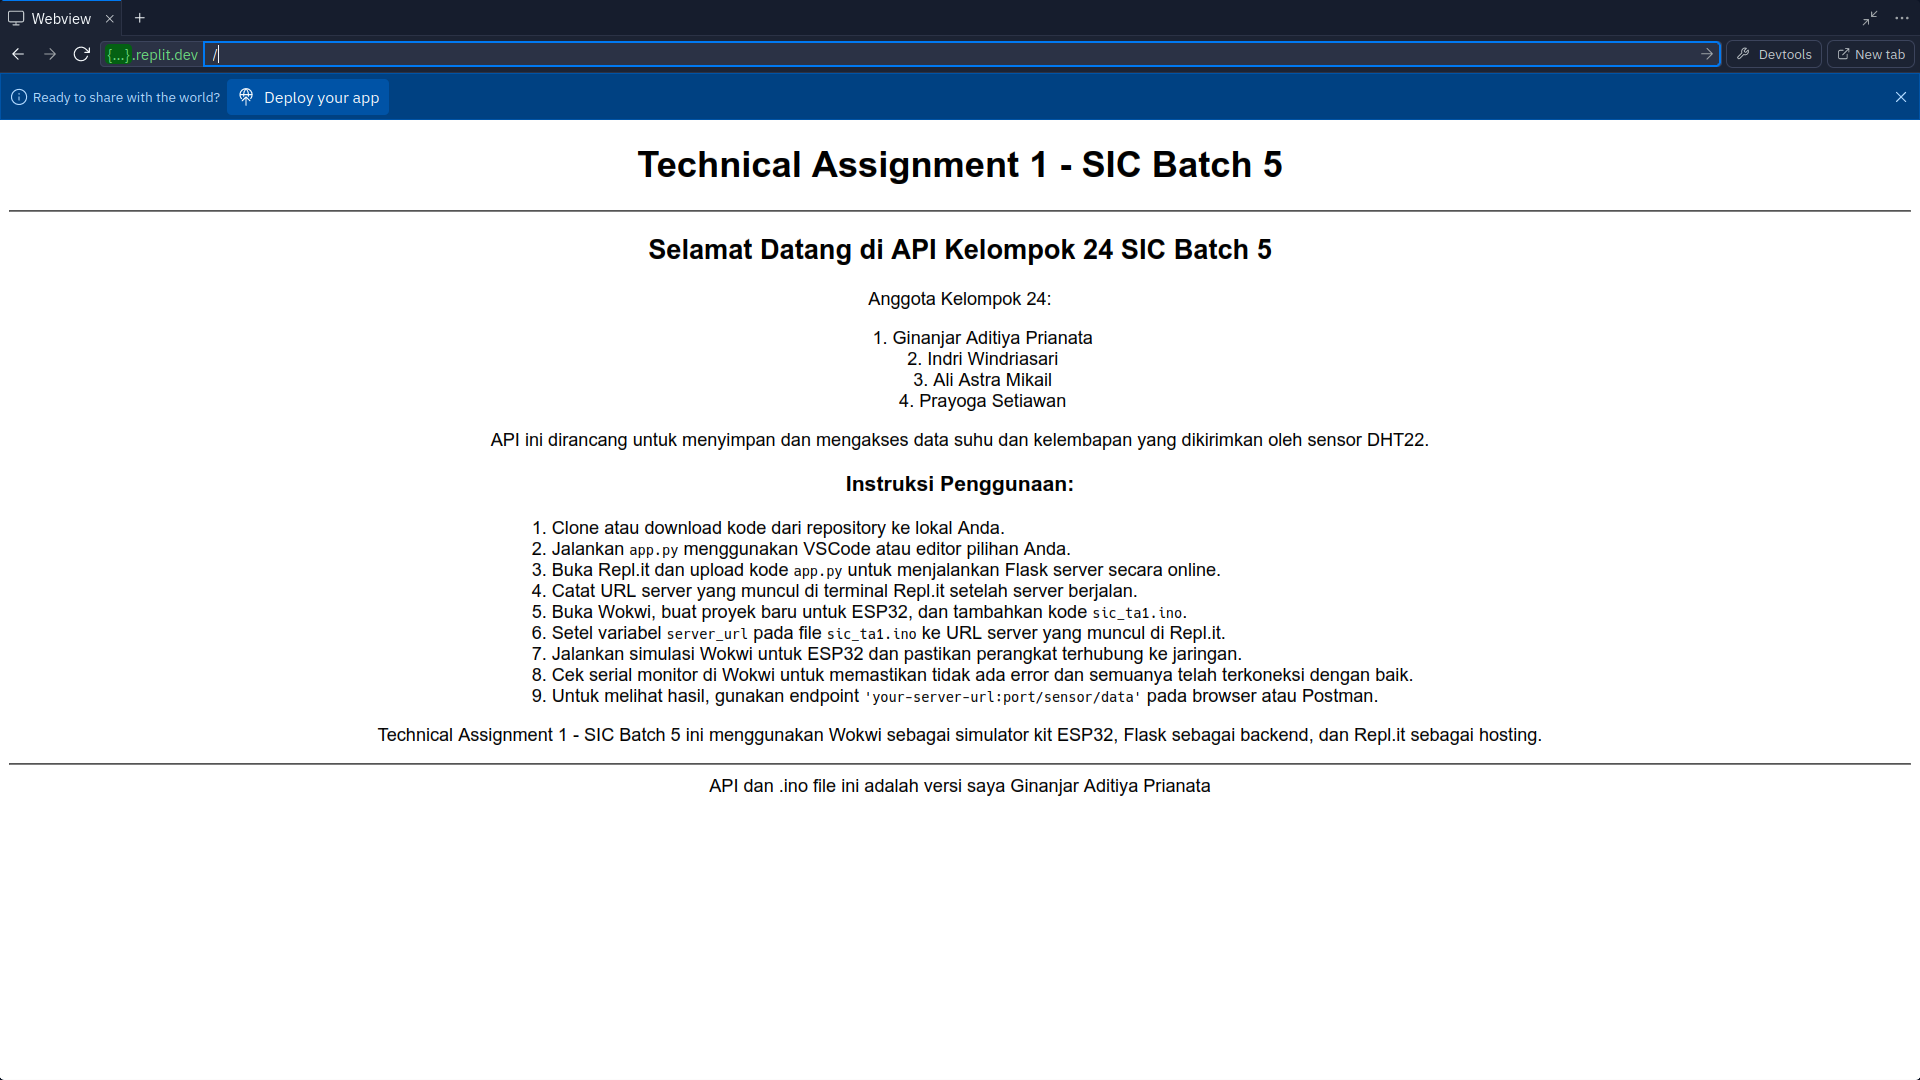 Webview
{...}.replit.dev /
Devtools
New tab
Ready to share with the world?
Deploy your app
Technical Assignment 1 - SIC Batch 5
Selamat Datang di API Kelompok 24 SIC Batch 5
Anggota Kelompok 24:
1. Ginanjar Aditiya Prianata
2. Indri Windriasari
3. Ali Astra Mikail
4. Prayoga Setiawan
API ini dirancang untuk menyimpan dan mengakses data suhu dan kelembapan yang dikirimkan oleh sensor DHT22.
Instruksi Penggunaan:
1. Clone atau download kode dari repository ke lokal Anda.
2. Jalankan app.py menggunakan VSCode atau editor pilihan Anda.
3. Buka Repl.it dan upload kode app.py untuk menjalankan Flask server secara online.
4. Catat URL server yang muncul di terminal Repl.it setelah server berjalan.
5. Buka Wokwi, buat proyek baru untuk ESP32, dan tambahkan kode sic_ta1.ino.
6. Setel variabel server_url pada file sic_ta1.ino ke URL server yang muncul di Repl.it.
7. Jalankan simulasi Wokwi untuk ESP32 dan pastikan perangkat terhubung ke jaringan.
8. Cek serial monitor di Wokwi untuk memastikan tidak ada error dan semuanya telah terkoneksi dengan baik.
9. Untuk melihat hasil, gunakan endpoint 'your-server-url:port/sensor/data' pada browser atau Postman.
Technical Assignment 1 - SIC Batch 5 ini menggunakan Wokwi sebagai simulator kit ESP32, Flask sebagai backend, dan Repl.it sebagai hosting.
API dan .ino file ini adalah versi saya Ginanjar Aditiya Prianata